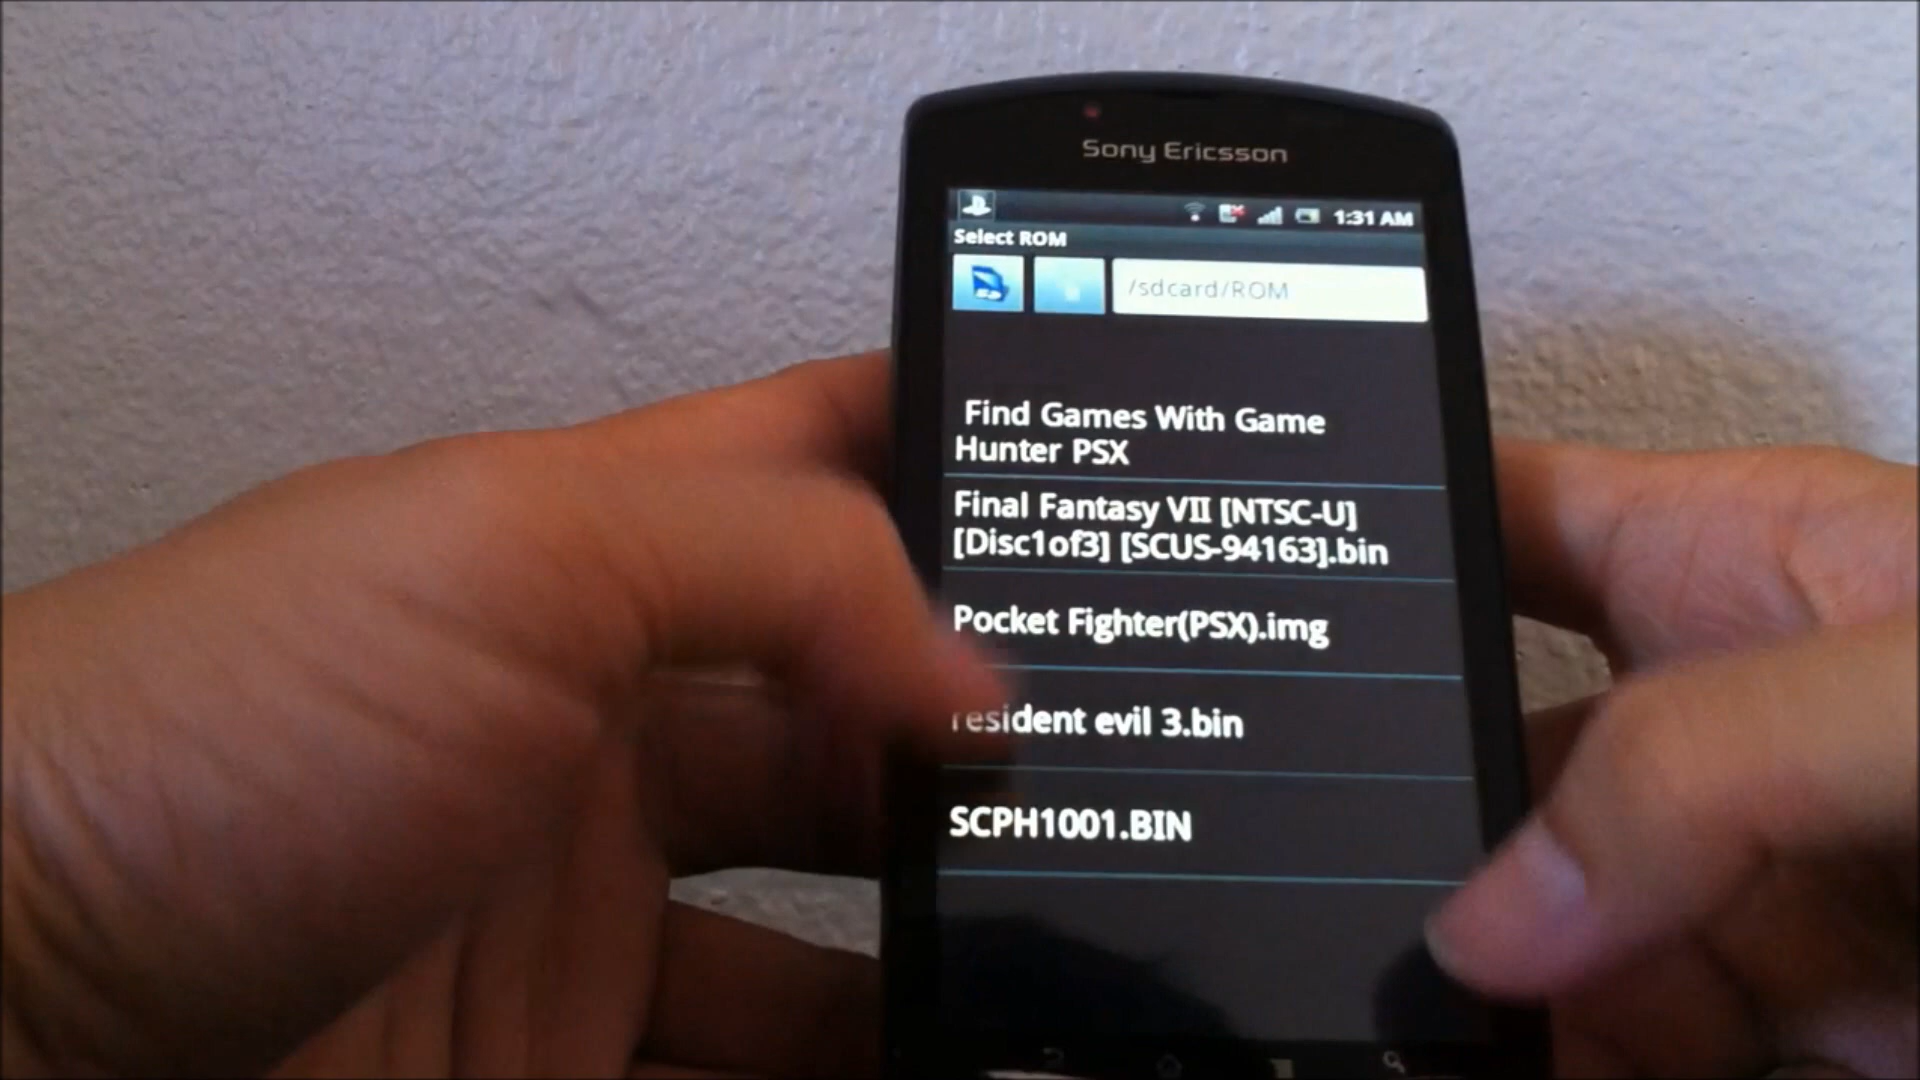 Sony Ericsson
1:31 AM
Select ROM
/sdcard/ROM
Find Games With Game
Hunter PSX
Final Fantasy VII [NTSC-U]
[Disc1of3] [SCUS-94163].bin
Pocket Fighter(PSX).img
resident evil 3.bin
SCPH1001.BIN